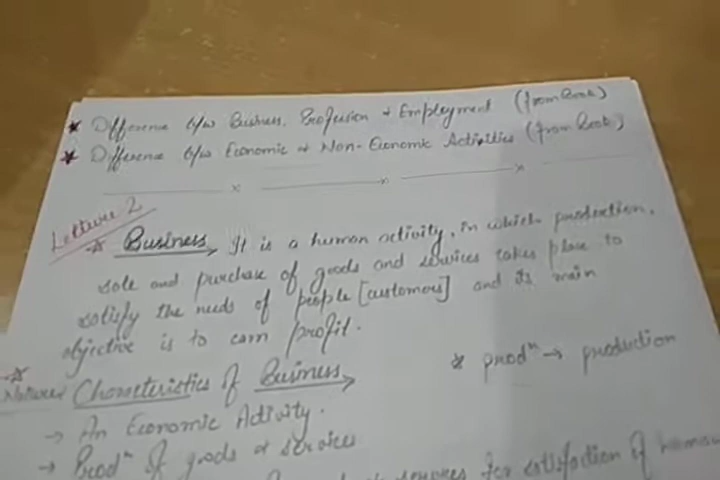 * Difference b/w Business, Profession & Employment (from Book)
* Difference b/w Economic & Non-Economic Activities (from Book)
Lecture 2
* Business, It is a human activity, in which production,
sale and purchase of goods and services takes place to
satisfy the needs of people [customers] and its main
objective is to earn profit.
* Nature/ Characteristics of Business
* prodⁿ → production
→ An Economic Activity.
→ Prodⁿ of goods & services
for satisfaction of human